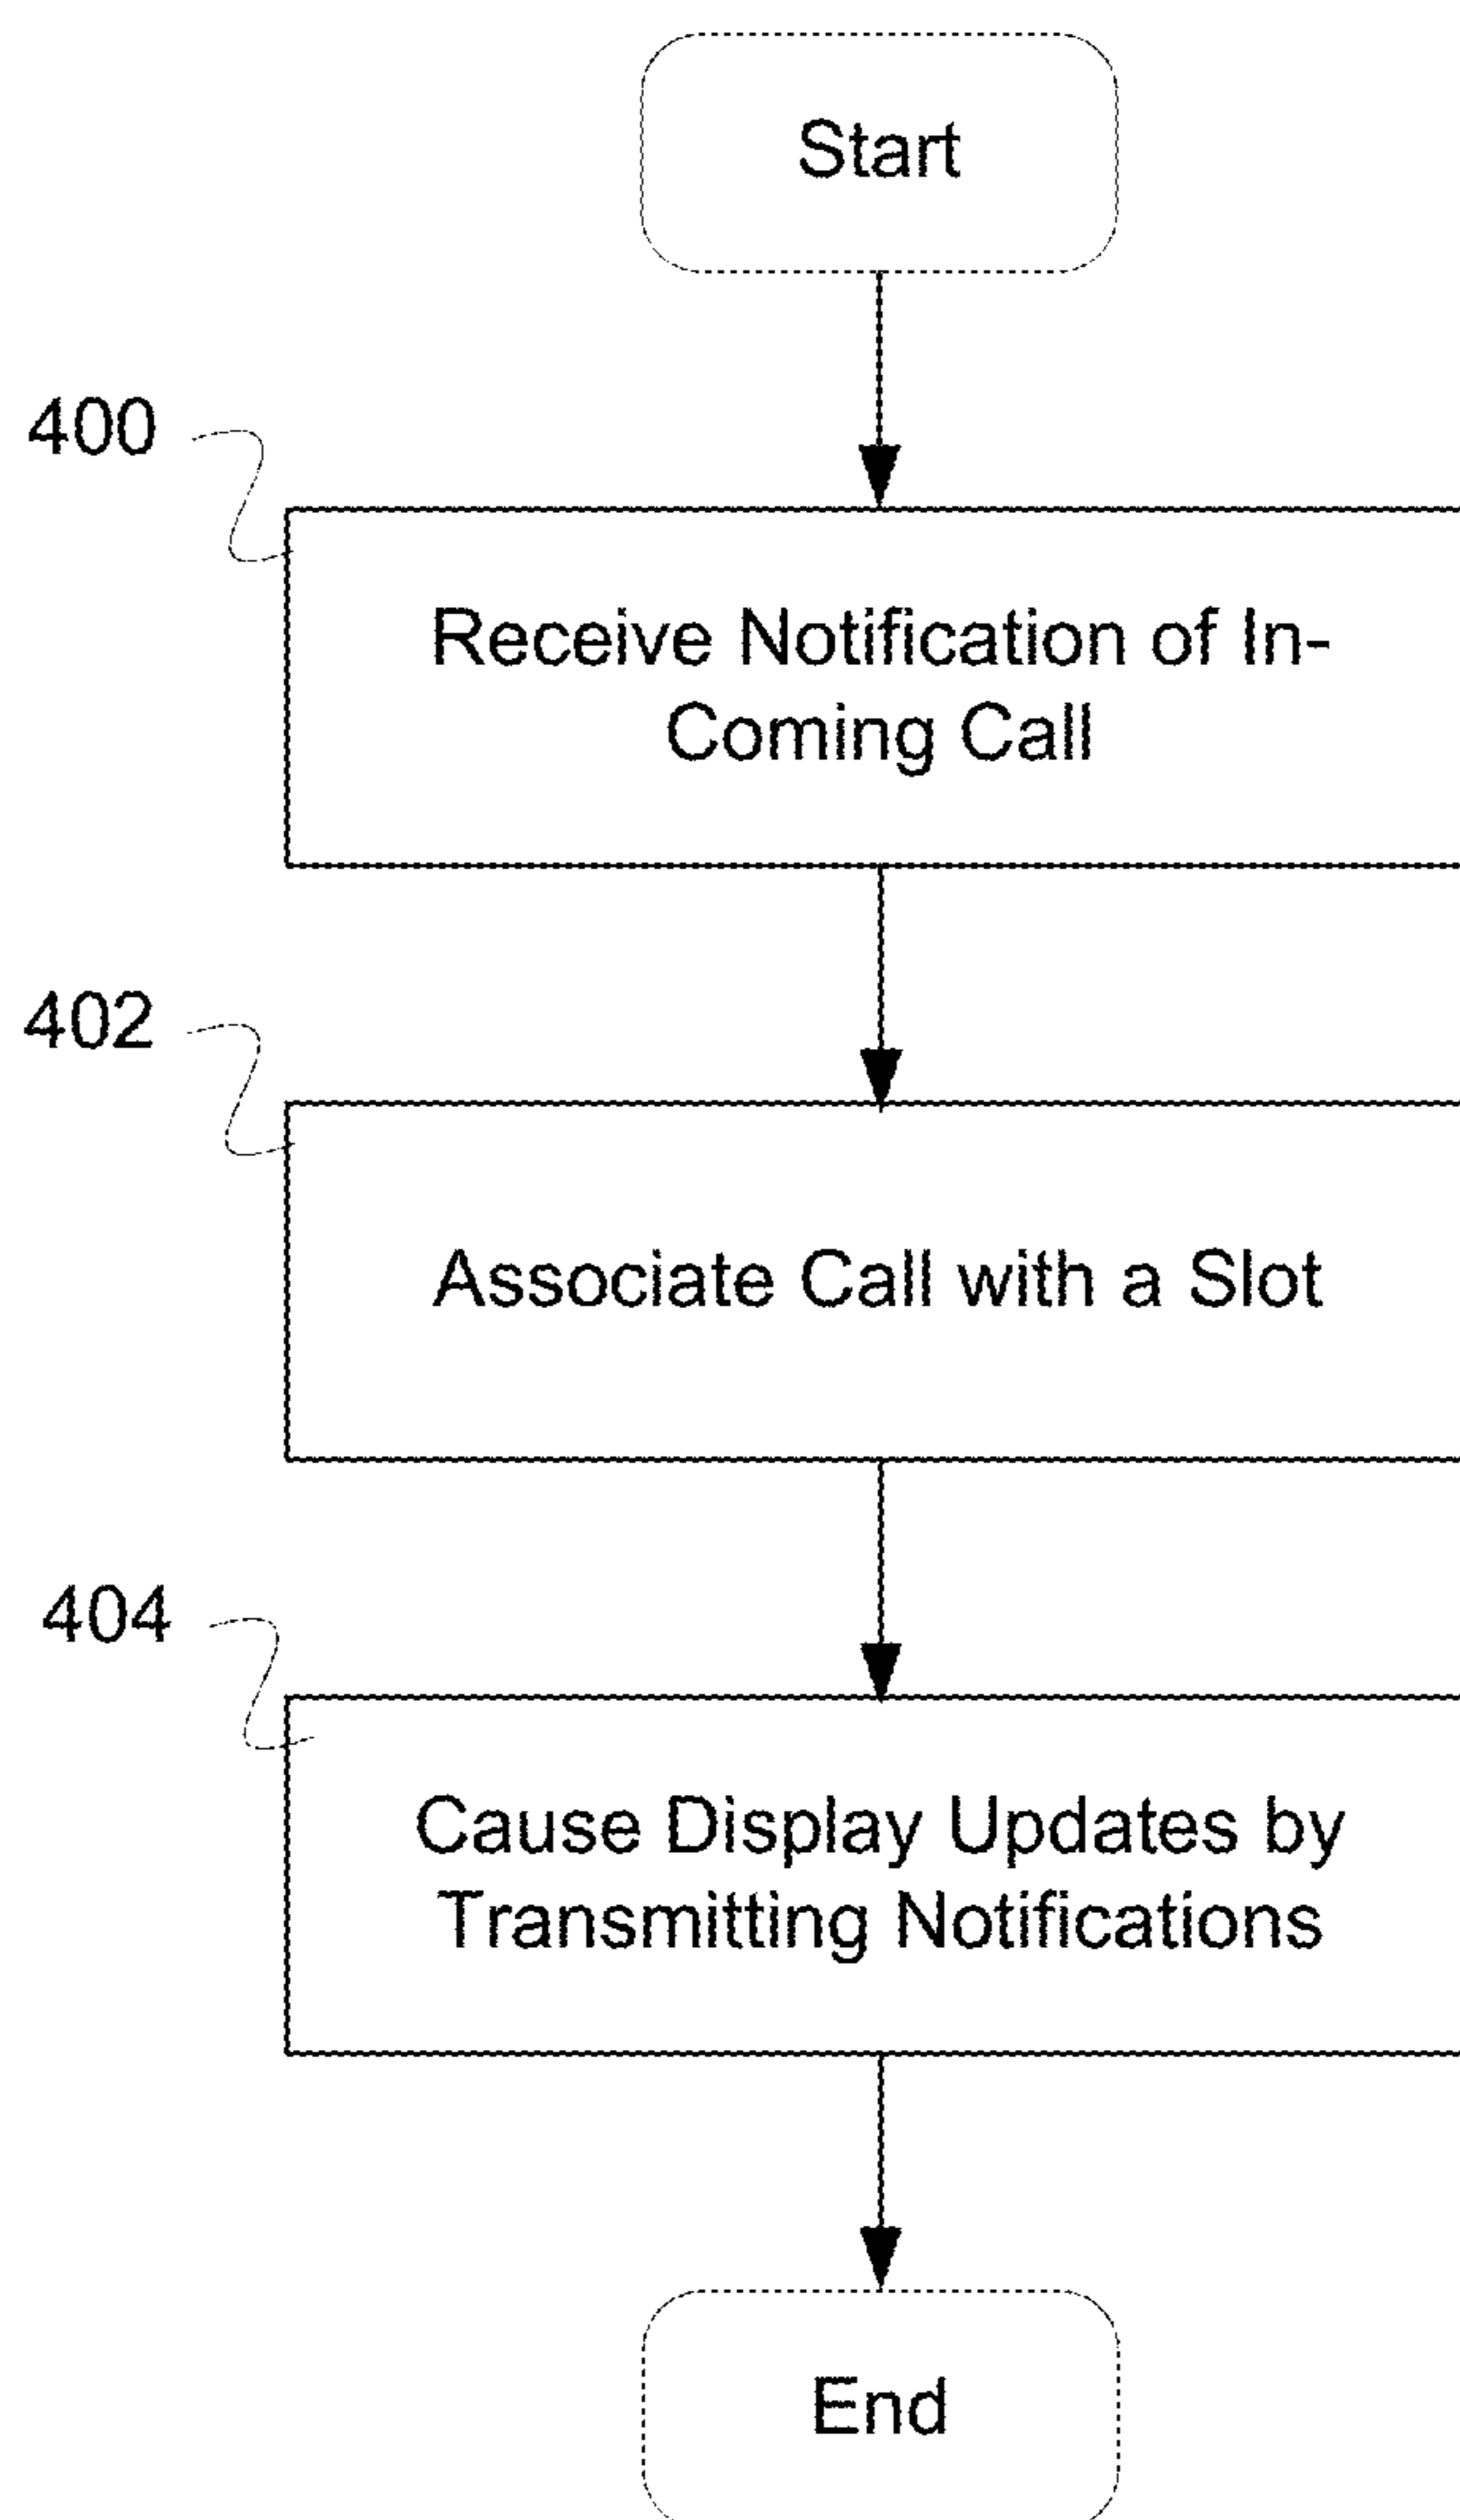 Start
400
Receive Notification of In-
Coming Call
402
Associate Call with a Slot
404
Cause Display Updates by
Transmitting Notifications
End